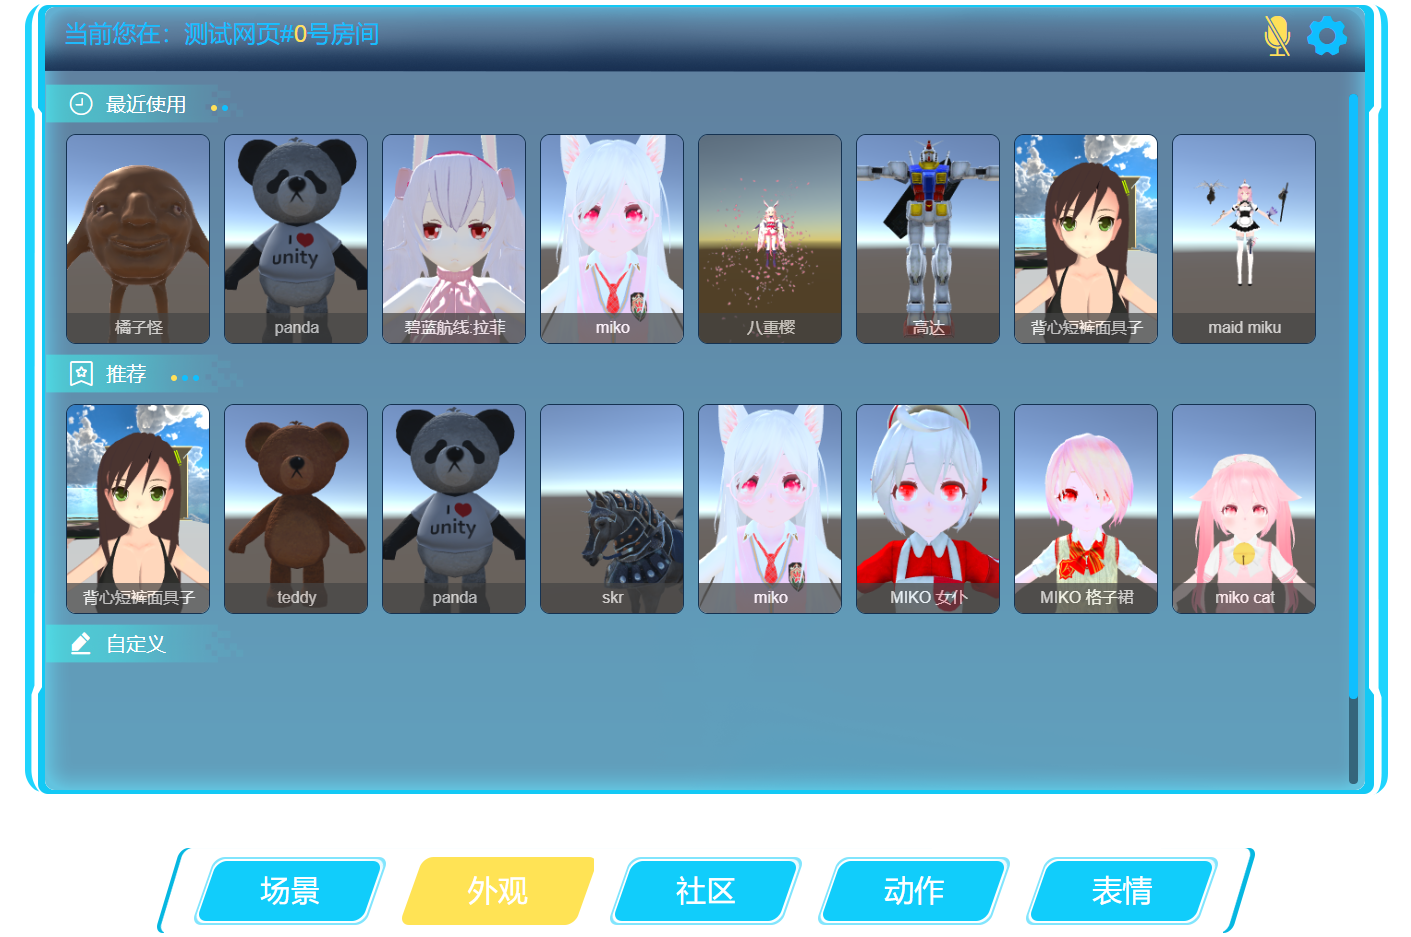 当前您在：测试网页#0号房间
最近使用
I
unity
橘子怪
panda
碧蓝航线:拉菲
miko
八重樱
高达
背心短裤面具子
maid miku
推荐
I
unity
背心短裤面具子
teddy
panda
skr
miko
MIKO 女仆
MIKO 格子裙
miko cat
自定义
场景
外观
社区
动作
表情